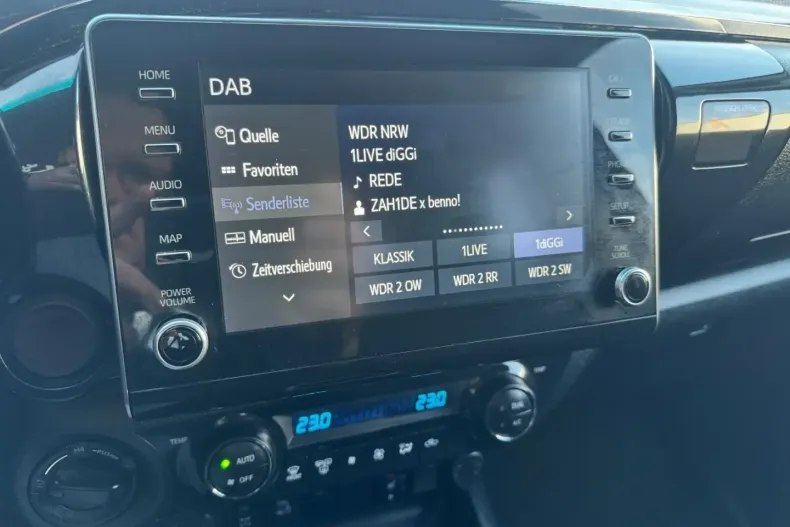 HOME
MENU
AUDIO
MAP
POWER
VOLUME
DAB
Quelle
Favoriten
Senderliste
Manuell
Zeitverschiebung
WDR NRW
1LIVE diGGi
REDE
ZAH1DE x benno!
KLASSIK
1LIVE
1diGGi
WDR 2 OW
WDR 2 RR
WDR 2 SW
SETUP
TUNE
SCROLL
TEMP
23.0
23.0
AUTO
OFF